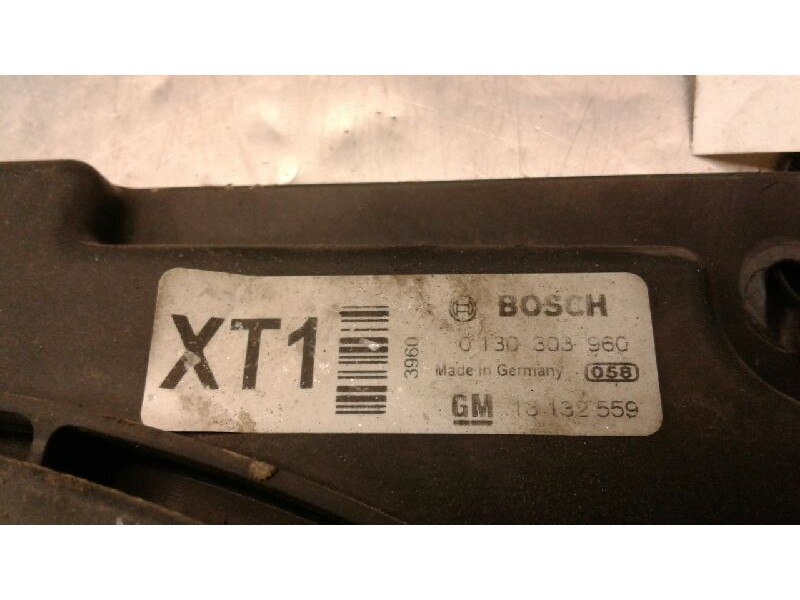 XT1
3960
BOSCH
0 130 303 960
Made in Germany 058
GM 13 132 559